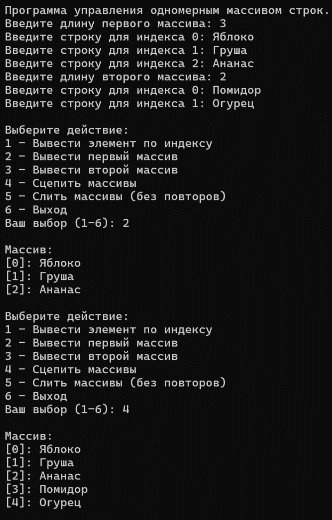 Программа управления одномерным массивом строк.
Введите длину первого массива: 3
Введите строку для индекса 0: Яблоко
Введите строку для индекса 1: Груша
Введите строку для индекса 2: Ананас
Введите длину второго массива: 2
Введите строку для индекса 0: Помидор
Введите строку для индекса 1: Огурец
Выберите действие:
1 - Вывести элемент по индексу
2 - Вывести первый массив
3 - Вывести второй массив
4 - Сцепить массивы
5 - Слить массивы (без повторов)
6 - Выход
Ваш выбор (1-6): 2
Массив:
[0]: Яблоко
[1]: Груша
[2]: Ананас
Выберите действие:
1 - Вывести элемент по индексу
2 - Вывести первый массив
3 - Вывести второй массив
4 - Сцепить массивы
5 - Слить массивы (без повторов)
6 - Выход
Ваш выбор (1-6): 4
Массив:
[0]: Яблоко
[1]: Груша
[2]: Ананас
[3]: Помидор
[4]: Огурец